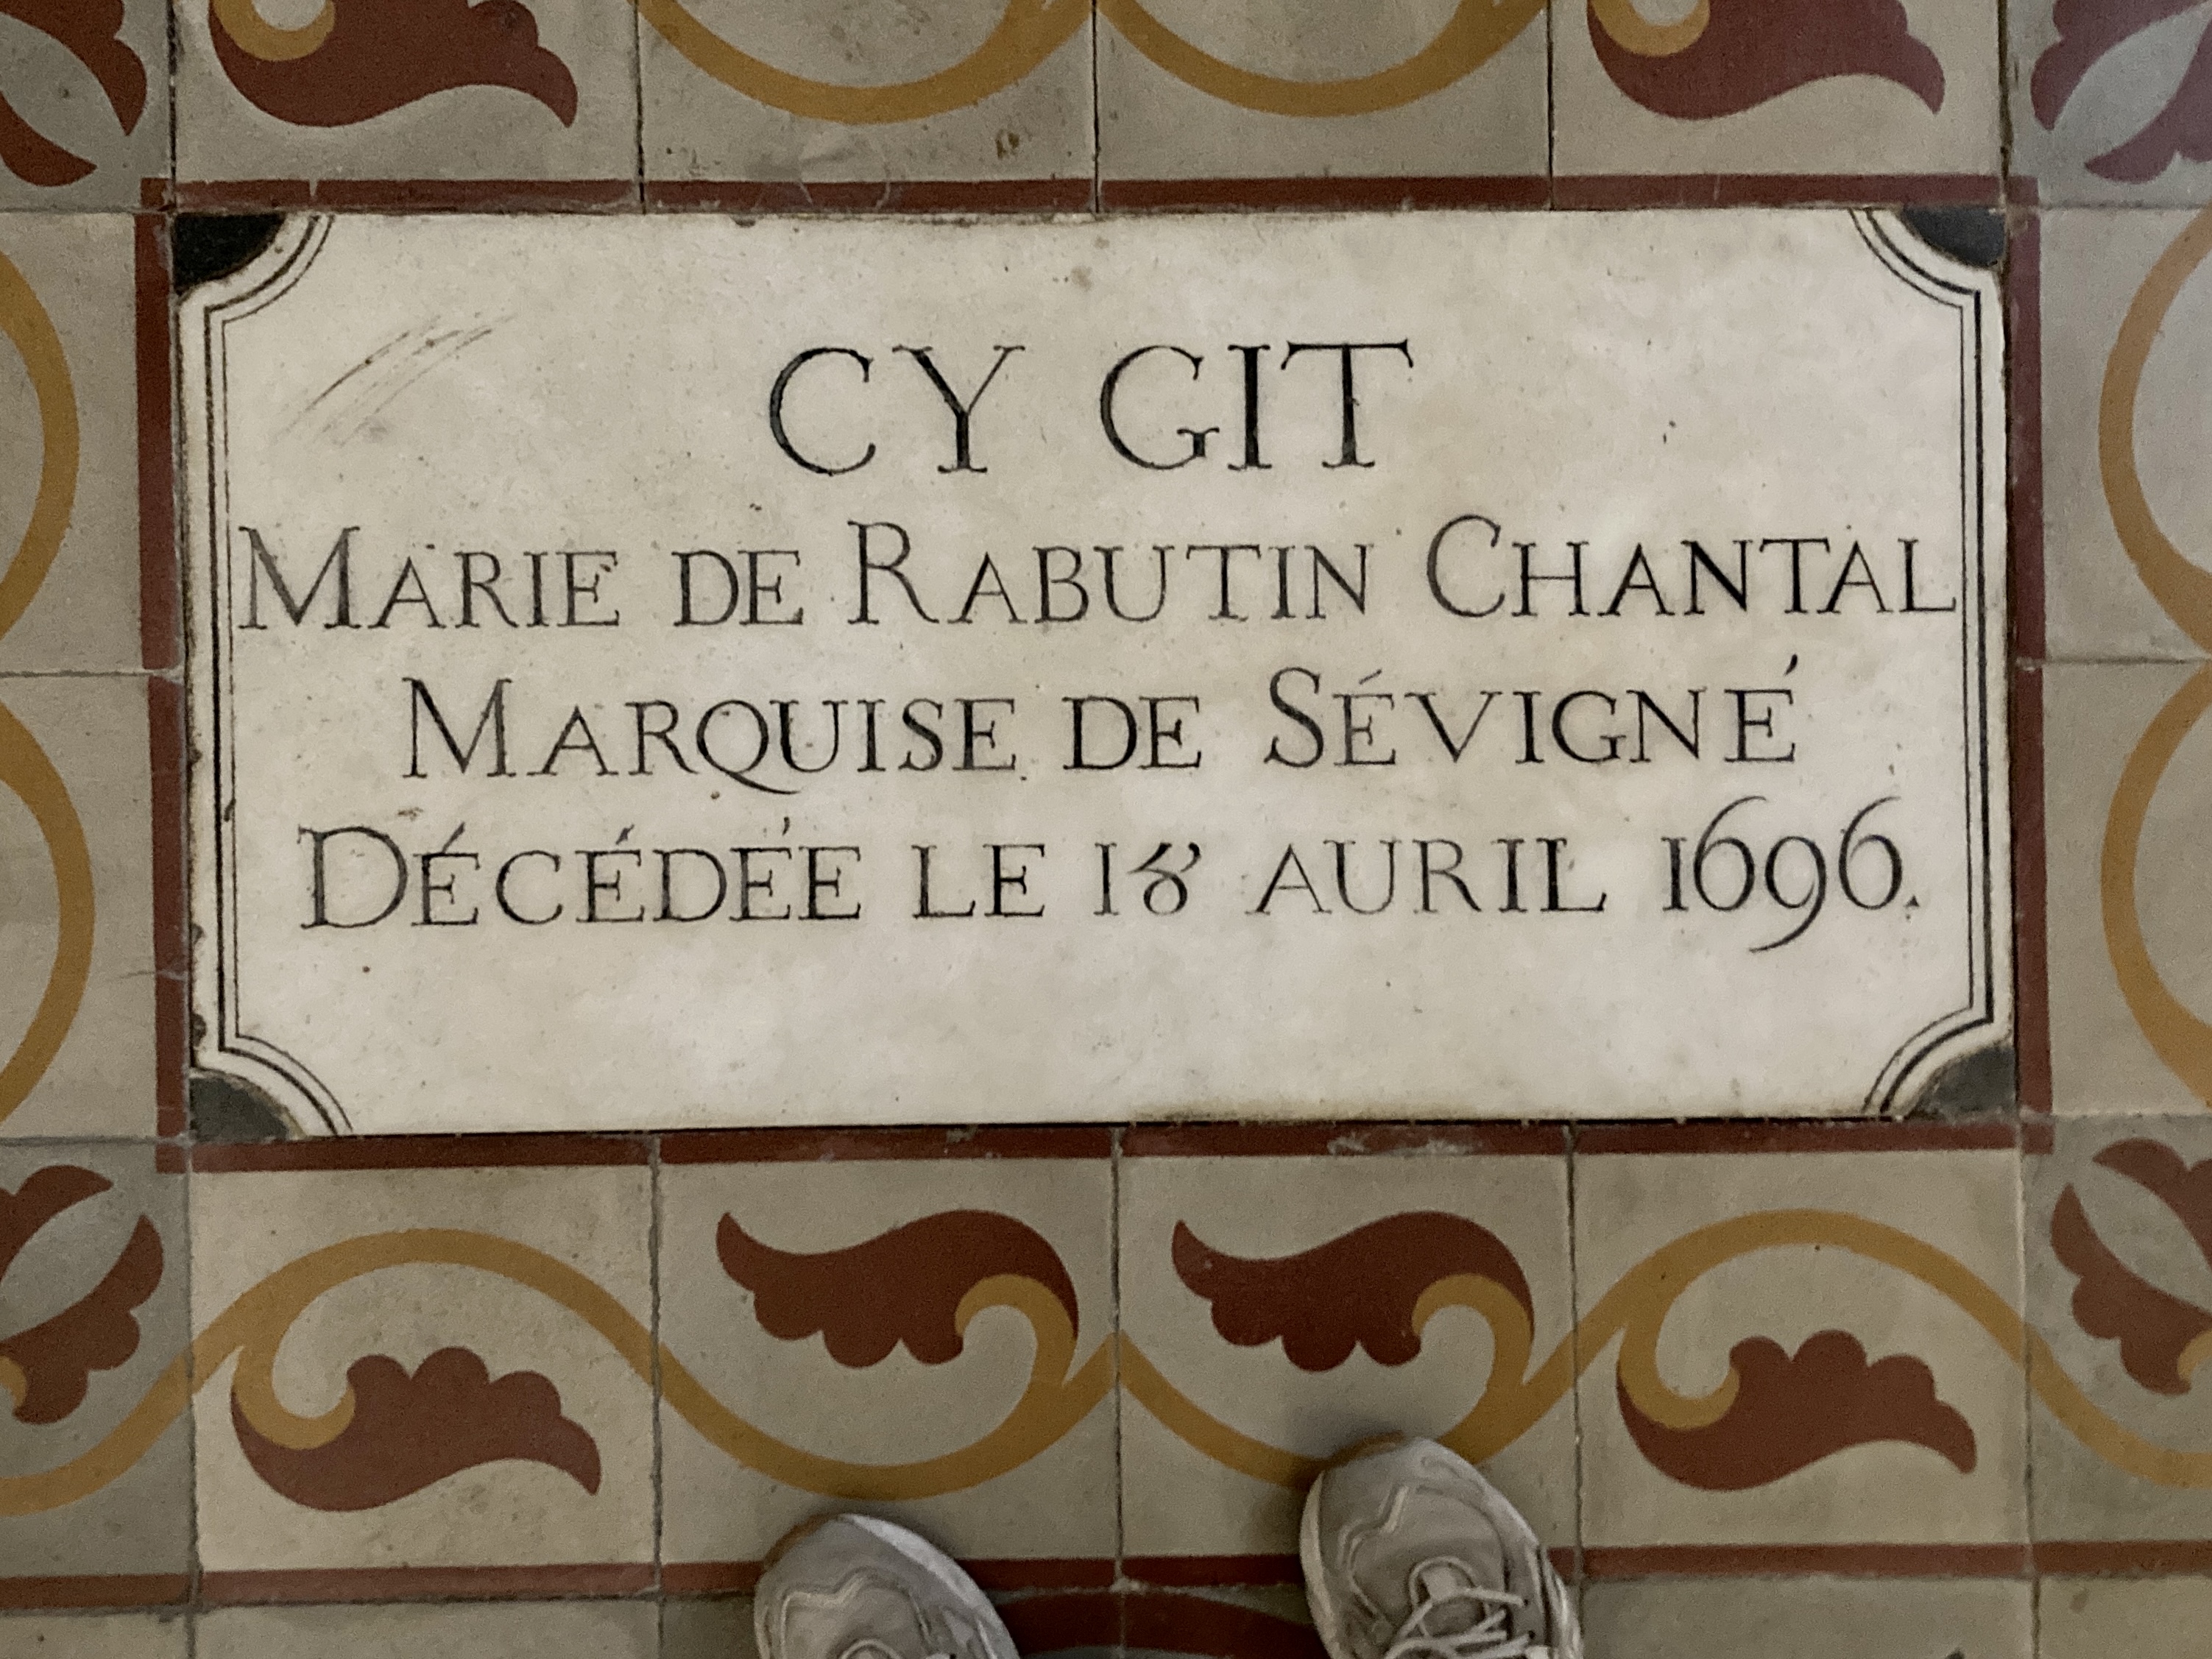 CY GIT
MARIE DE RABUTIN CHANTAL
MARQUISE DE SÉVIGNÉ
DÉCÉDÉE LE 18 AURIL 1696.